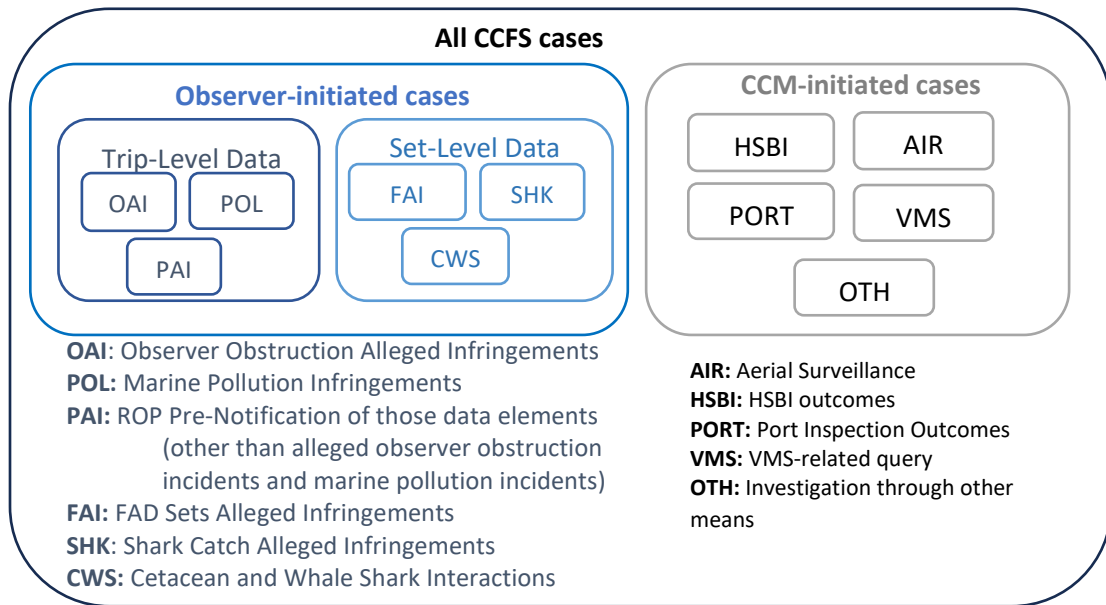 All CCFS cases
Observer-initiated cases
Trip-Level Data
OAI
POL
PAI
Set-Level Data
FAI
SHK
CWS
CCM-initiated cases
HSBI
AIR
PORT
VMS
OTH
OAI: Observer Obstruction Alleged Infringements
POL: Marine Pollution Infringements
PAI: ROP Pre-Notification of those data elements
(other than alleged observer obstruction
incidents and marine pollution incidents)
FAI: FAD Sets Alleged Infringements
SHK: Shark Catch Alleged Infringements
CWS: Cetacean and Whale Shark Interactions
AIR: Aerial Surveillance
HSBI: HSBI outcomes
PORT: Port Inspection Outcomes
VMS: VMS-related query
OTH: Investigation through other
means